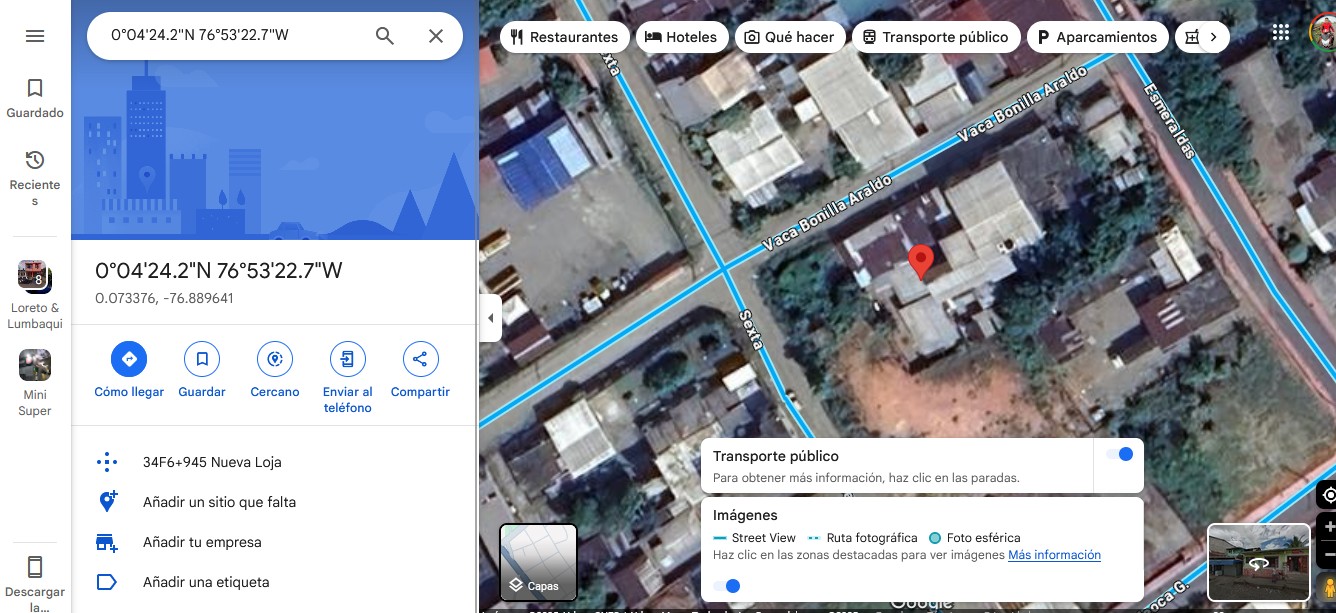 0°04'24.2"N 76°53'22.7"W
Restaurantes
Hoteles
Qué hacer
Transporte público
Aparcamientos
Guardado
Reciente
s
8
Loreto &
Lumbaqui
Mini
Super
Descargar
la...
0°04'24.2"N 76°53'22.7"W
0.073376, -76.889641
Cómo llegar
Guardar
Cercano
Enviar al
teléfono
Compartir
34F6+945 Nueva Loja
Añadir un sitio que falta
Añadir tu empresa
Añadir una etiqueta
Vaca Bonilla Araldo
Vaca Bonilla Araldo
Esmeraldas
Sexta
Transporte público
Para obtener más información, haz clic en las paradas.
Imágenes
Street View
Ruta fotográfica
Foto esférica
Haz clic en las zonas destacadas para ver imágenes Más información
Capas
Google